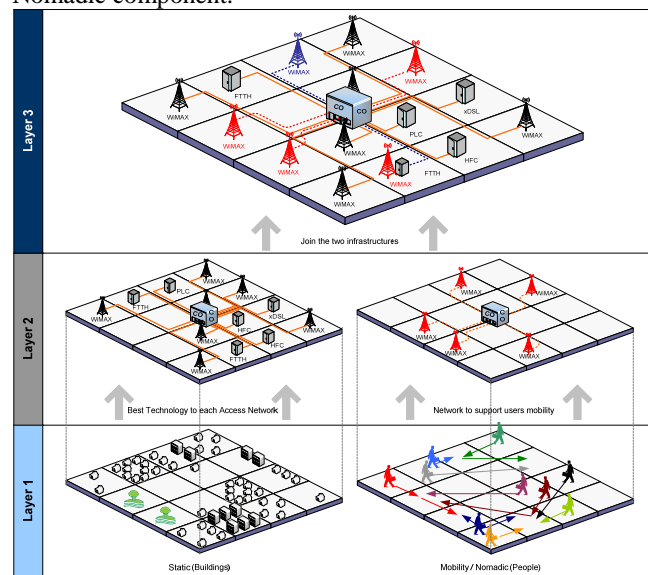 Nomadic component.
Layer 3
WiMAX
WiMAX
WiMAX
WiMAX
FTTH
WiMAX
xDSL
CO
CO
PLC
WiMAX
WiMAX
WiMAX
HFC
WiMAX
WiMAX
FTTH
WiMAX
Join the two infrastructures
Layer 2
WiMAX
PLC
WiMAX
WiMAX
FTTH
xDSL
CO
C
O
HFC
WiMAX
WiMAX
HFC
FTTH
WiMAX
Best Technology to each Access Network
WiMAX
WiMAX
CO
C
O
WiMAX
WiMAX
WiMAX
Network to support users mobility
Layer 1
Static (Buildings)
Mobility / Nomadic (People)